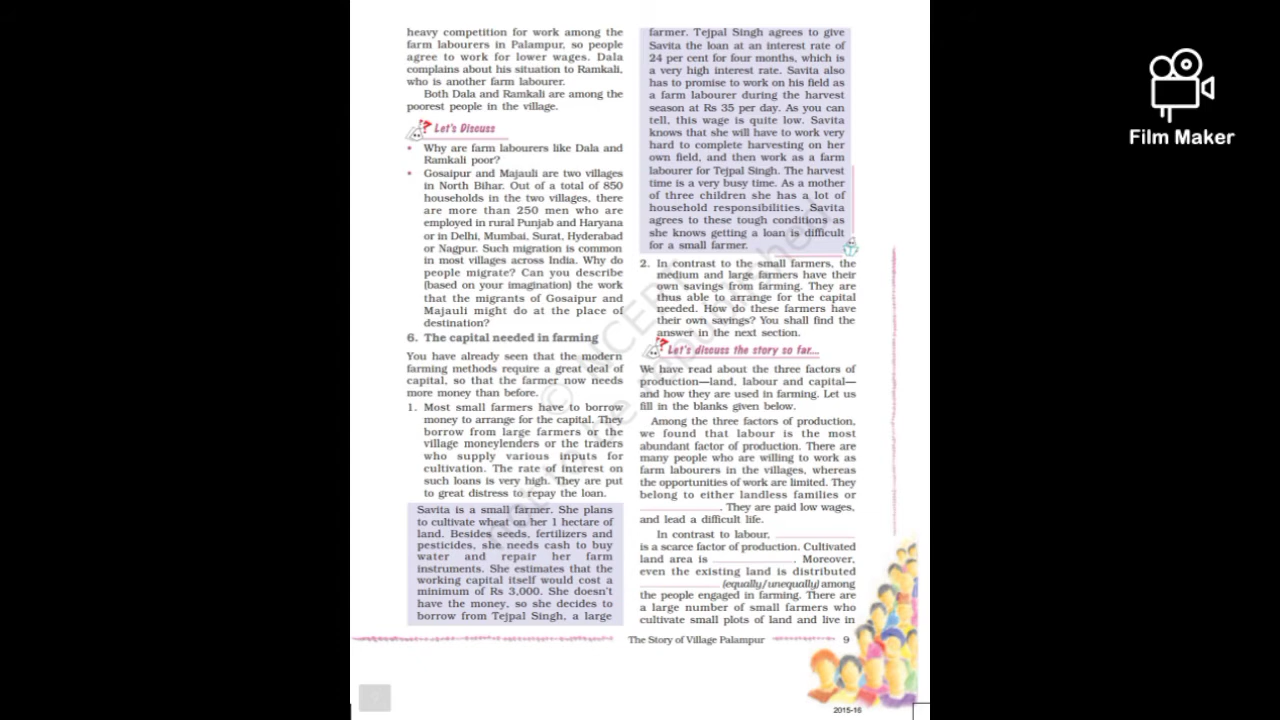 heavy competition for work among the
farm labourers in Palampur, so people
agree to work for lower wages. Dala
complains about his situation to Ramkali,
who is another farm labourer.
Both Dala and Ramkali are among the
poorest people in the village.
Let's Discuss
• Why are farm labourers like Dala and
Ramkali poor?
• Gosaipur and Majauli are two villages
in North Bihar. Out of a total of 850
households in the two villages, there
are more than 250 men who are
employed in rural Punjab and Haryana
or in Delhi, Mumbai, Surat, Hyderabad
or Nagpur. Such migration is common
in most villages across India. Why do
people migrate? Can you describe
(based on your imagination) the work
that the migrants of Gosaipur and
Majauli might do at the place of
destination?
6. The capital needed in farming
You have already seen that the modern
farming methods require a great deal of
capital, so that the farmer now needs
more money than before.
1. Most small farmers have to borrow
money to arrange for the capital. They
borrow from large farmers or the
village moneylenders or the traders
who supply various inputs for
cultivation. The rate of interest on
such loans is very high. They are put
to great distress to repay the loan.
Savita is a small farmer. She plans
to cultivate wheat on her 1 hectare of
land. Besides seeds, fertilizers and
pesticides, she needs cash to buy
water and repair her farm
instruments. She estimates that the
working capital itself would cost a
minimum of Rs 3,000. She doesn't
have the money, so she decides to
borrow from Tejpal Singh, a large
farmer. Tejpal Singh agrees to give
Savita the loan at an interest rate of
24 per cent for four months, which is
a very high interest rate. Savita also
has to promise to work on his field as
a farm labourer during the harvest
season at Rs 35 per day. As you can
tell, this wage is quite low. Savita
knows that she will have to work very
hard to complete harvesting on her
own field, and then work as a farm
labourer for Tejpal Singh. The harvest
time is a very busy time. As a mother
of three children she has a lot of
household responsibilities. Savita
agrees to these tough conditions as
she knows getting a loan is difficult
for a small farmer.
2. In contrast to the small farmers, the
medium and large farmers have their
own savings from farming. They are
thus able to arrange for the capital
needed. How do these farmers have
their own savings? You shall find the
answer in the next section.
Let's discuss the story so far...
We have read about the three factors of
production—land, labour and capital—
and how they are used in farming. Let us
fill in the blanks given below.
Among the three factors of production,
we found that labour is the most
abundant factor of production. There are
many people who are willing to work as
farm labourers in the villages, whereas
the opportunities of work are limited. They
belong to either landless families or
. They are paid low wages,
and lead a difficult life.
In contrast to labour,
is a scarce factor of production. Cultivated
land area is . Moreover,
even the existing land is distributed
(equally/unequally) among
the people engaged in farming. There are
a large number of small farmers who
cultivate small plots of land and live in
The Story of Village Palampur 9
2015-16
Film Maker